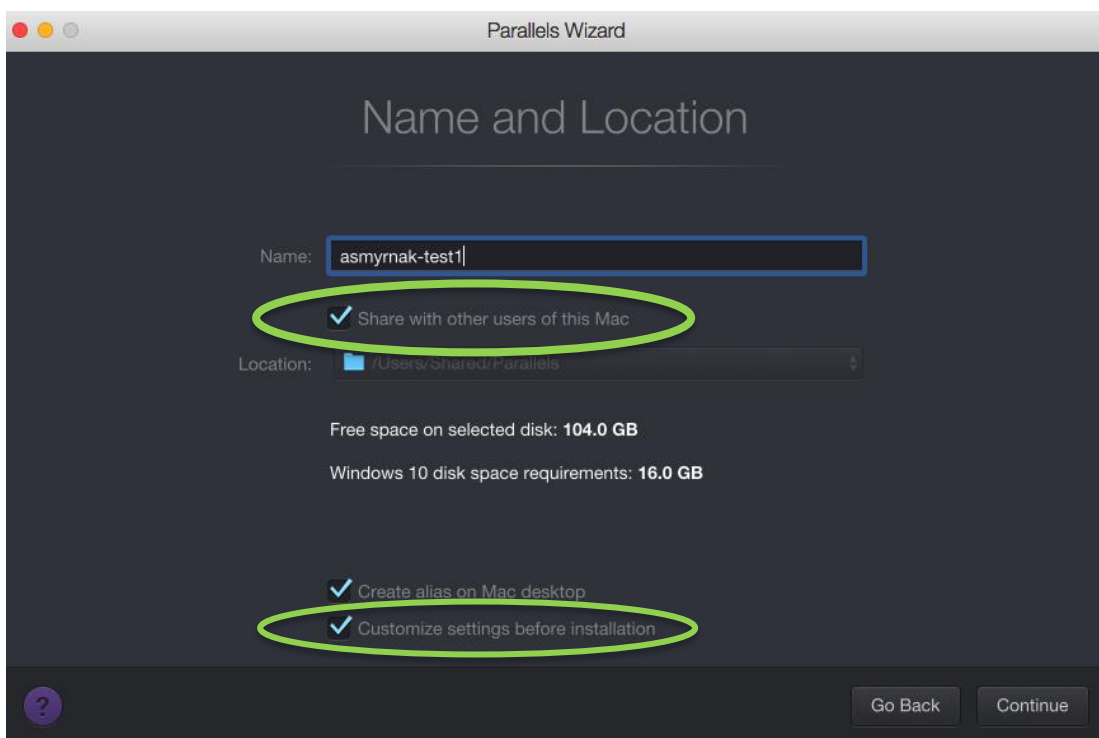 Parallels Wizard
Name and Location
Name: asmyrnak-test1
Share with other users of this Mac
Location: /Users/Shared/Parallels
Free space on selected disk: 104.0 GB
Windows 10 disk space requirements: 16.0 GB
Create alias on Mac desktop
Customize settings before installation
? Go Back Continue